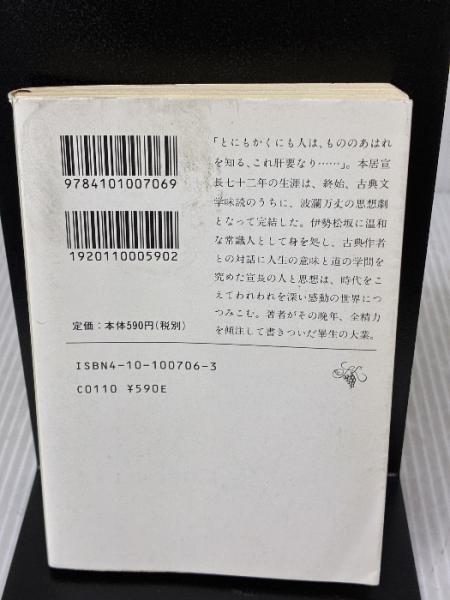 「とにもかくにも人は、もののあはれ
を知る、これ肝要なり……」。本居宣
長七十二年の生涯は、終始、古典文
学味読のうちに、波瀾万丈の思想劇
となって完結した。伊勢松坂に温和
な常識人として身を処し、古典作者
との対話に人生の意味と道の学問を
究めた宣長の人と思想は、時代をこ
えてわれわれを深い感動の世界につ
つみこむ。著者がその晩年、全精力
を傾注して書きついだ畢生の大業。
9784101007069
1920110005902
定価：本体590円(税別)
ISBN4-10-100706-3
C0110 ¥590E